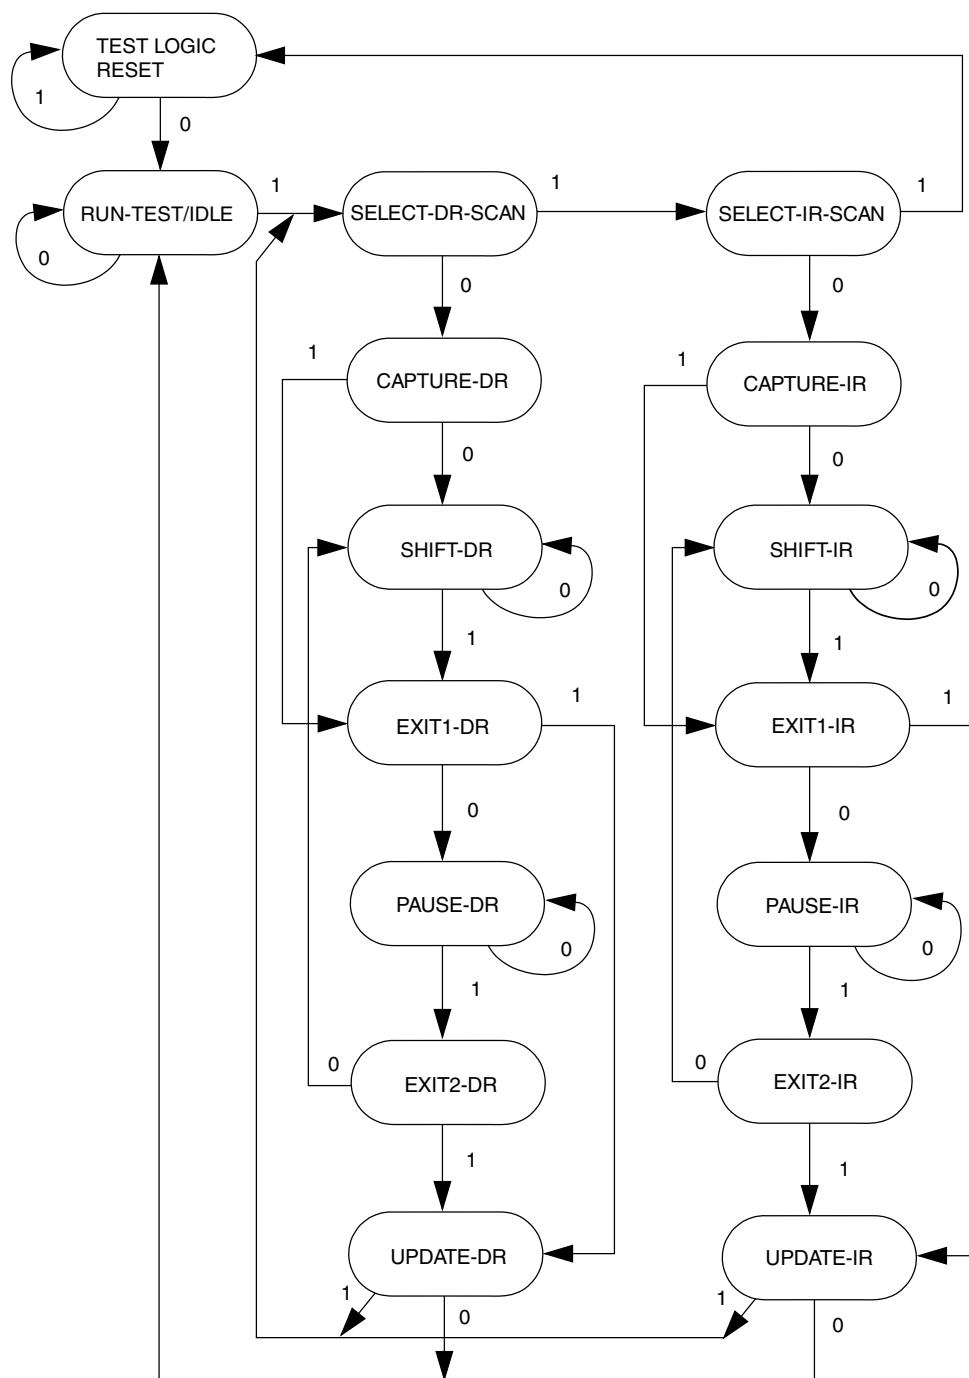 TEST LOGIC
RESET
1
0
RUN-TEST/IDLE
1
0
SELECT-DR-SCAN
1
SELECT-IR-SCAN
1
0
0
CAPTURE-DR
1
CAPTURE-IR
1
0
0
SHIFT-DR
0
SHIFT-IR
0
1
1
EXIT1-DR
1
EXIT1-IR
1
0
0
PAUSE-DR
0
PAUSE-IR
0
1
1
EXIT2-DR
0
EXIT2-IR
0
1
1
UPDATE-DR
UPDATE-IR
1
0
1
0